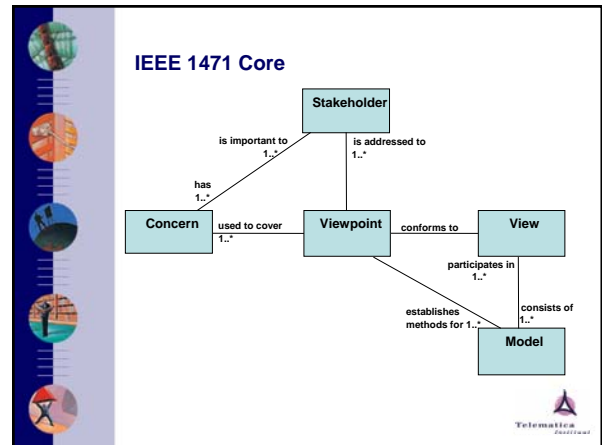 IEEE 1471 Core
Stakeholder
is important to
1..*
is addressed to
1..*
has
1..*
Concern
used to cover
1..*
Viewpoint
conforms to
View
participates in
1..*
establishes
methods for 1..*
consists of
1..*
Model
Telematica
Instituut